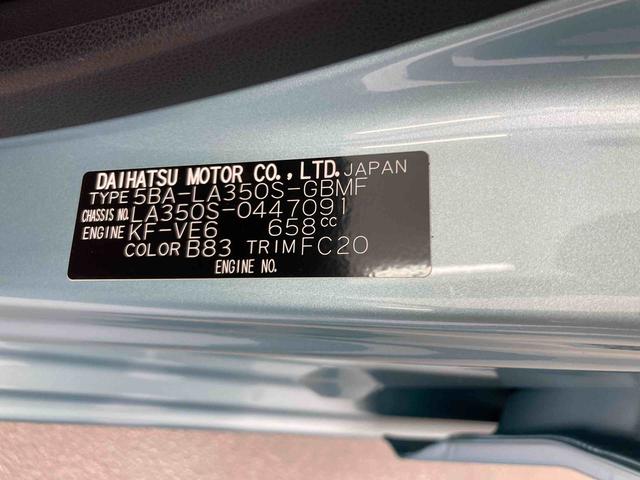 DAIHATSU MOTOR CO., LTD. JAPAN
TYPE 5BA-LA350S-GBMF
CHASSIS NO. LA350S-0447091
ENGINE KF-VE6 658cc
COLOR B83 TRIM FC20
ENGINE NO.